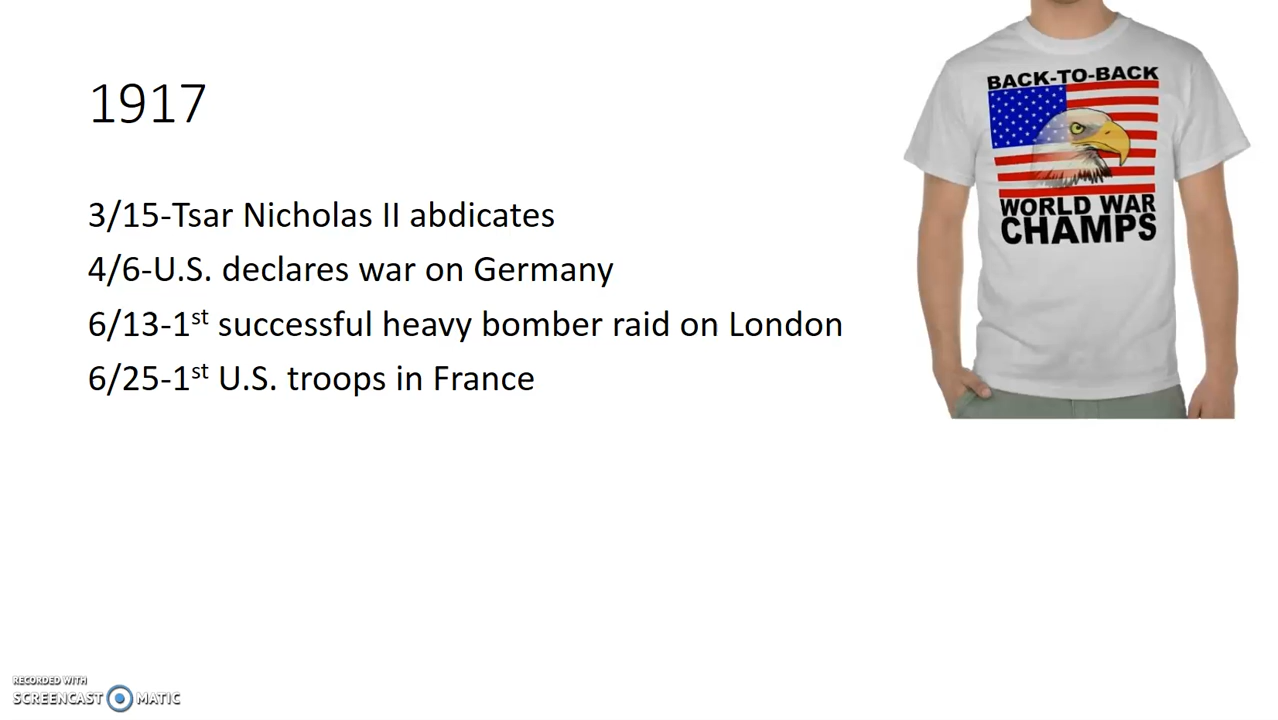 1917
3/15-Tsar Nicholas II abdicates
4/6-U.S. declares war on Germany
6/13-1st successful heavy bomber raid on London
6/25-1st U.S. troops in France
BACK-TO-BACK
WORLD WAR
CHAMPS
RECORDED WITH
SCREENCAST MATIC